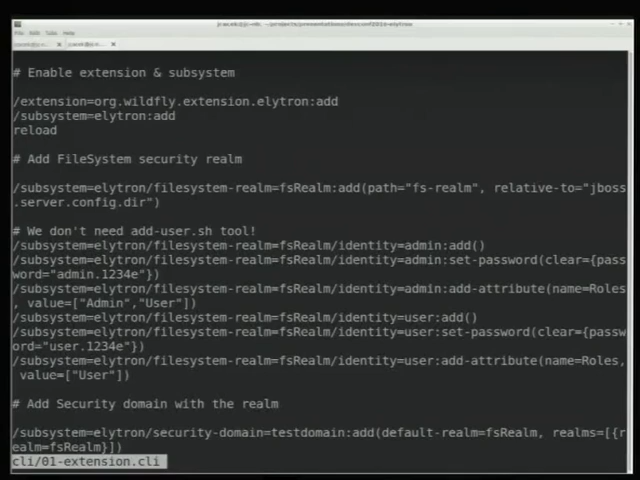 File Edit Tabs Help
# Enable extension & subsystem
/extension=org.wildfly.extension.elytron:add
/subsystem=elytron:add
reload
# Add FileSystem security realm
/subsystem=elytron/filesystem-realm=fsRealm:add(path="fs-realm", relative-to="jboss
.server.config.dir")
# We don't need add-user.sh tool!
/subsystem=elytron/filesystem-realm=fsRealm/identity=admin:add()
/subsystem=elytron/filesystem-realm=fsRealm/identity=admin:set-password(clear={pass
word="admin.1234e"})
/subsystem=elytron/filesystem-realm=fsRealm/identity=admin:add-attribute(name=Roles
, value=["Admin","User"])
/subsystem=elytron/filesystem-realm=fsRealm/identity=user:add()
/subsystem=elytron/filesystem-realm=fsRealm/identity=user:set-password(clear={passw
ord="user.1234e"})
/subsystem=elytron/filesystem-realm=fsRealm/identity=user:add-attribute(name=Roles,
 value=["User"])
# Add Security domain with the realm
/subsystem=elytron/security-domain=testdomain:add(default-realm=fsRealm, realms=[{r
ealm=fsRealm}])
cli/01-extension.cli